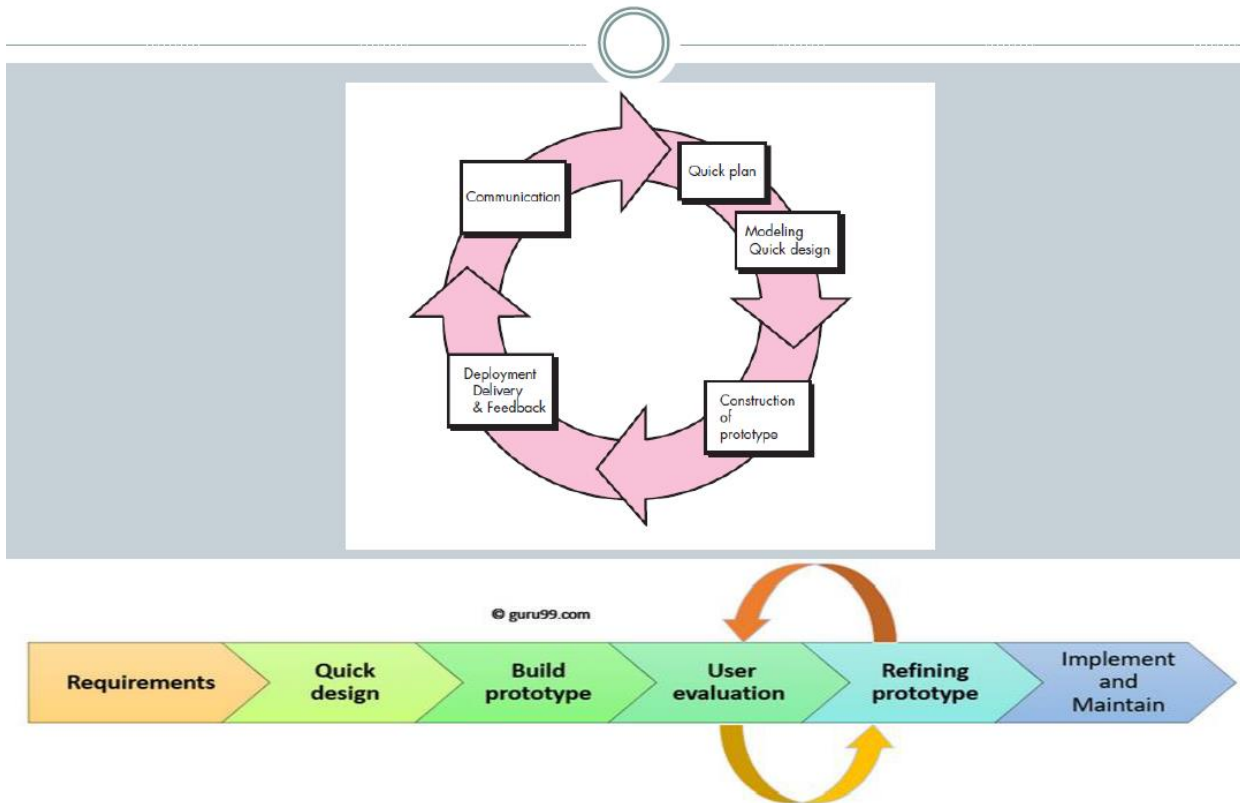 Communication
Quick plan
Modeling
Quick design
Construction
of
prototype
Deployment
Delivery
& Feedback
© guru99.com
Requirements
Quick
design
Build
prototype
User
evaluation
Refining
prototype
Implement
and
Maintain